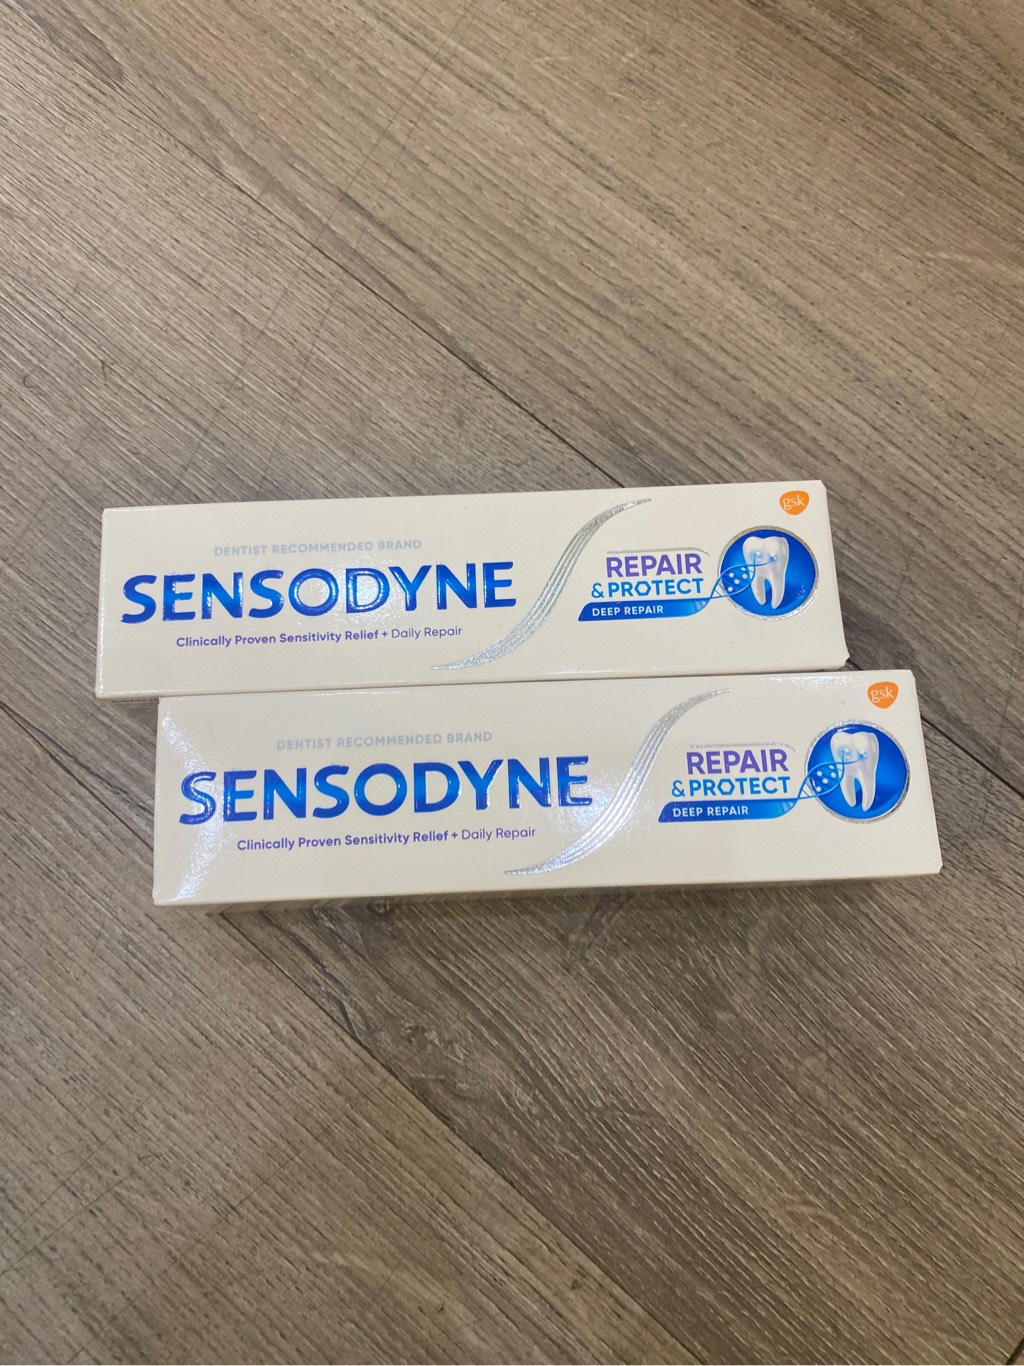 gsk
DENTIST RECOMMENDED BRAND
SENSODYNE
Clinically Proven Sensitivity Relief + Daily Repair
REPAIR
& PROTECT
DEEP REPAIR
gsk
DENTIST RECOMMENDED BRAND
SENSODYNE
Clinically Proven Sensitivity Relief + Daily Repair
REPAIR
& PROTECT
DEEP REPAIR